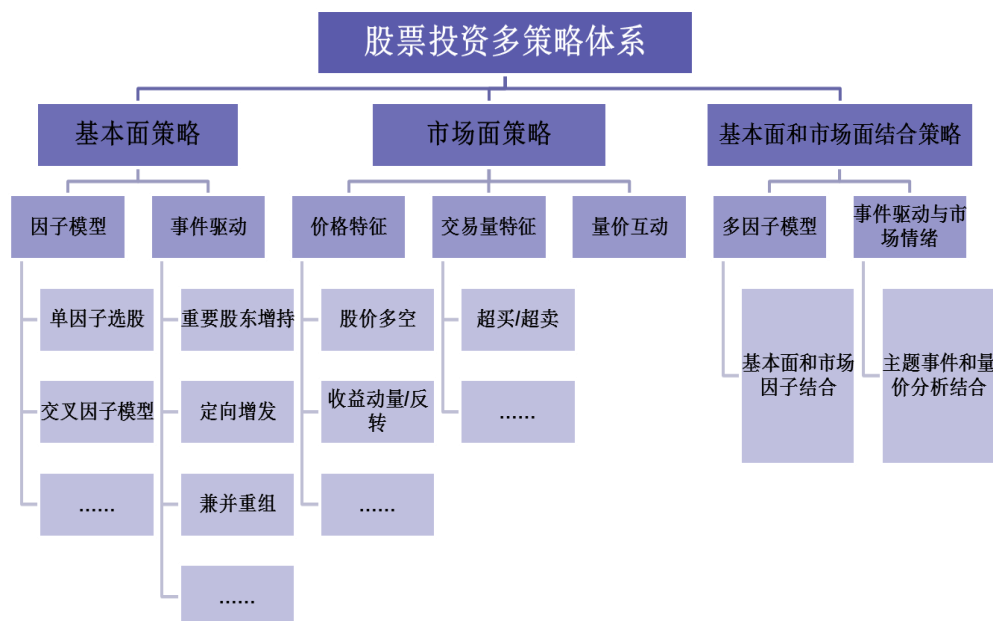 股票投资多策略体系
基本面策略
市场面策略
基本面和市场面结合策略
因子模型
事件驱动
价格特征
交易量特征
量价互动
多因子模型
事件驱动与市
场情绪
单因子选股
重要股东增持
股价多空
超买/超卖
基本面和市场
因子结合
主题事件和量
价分析结合
交叉因子模型
定向增发
收益动量/反
转
......
......
兼并重组
......
......